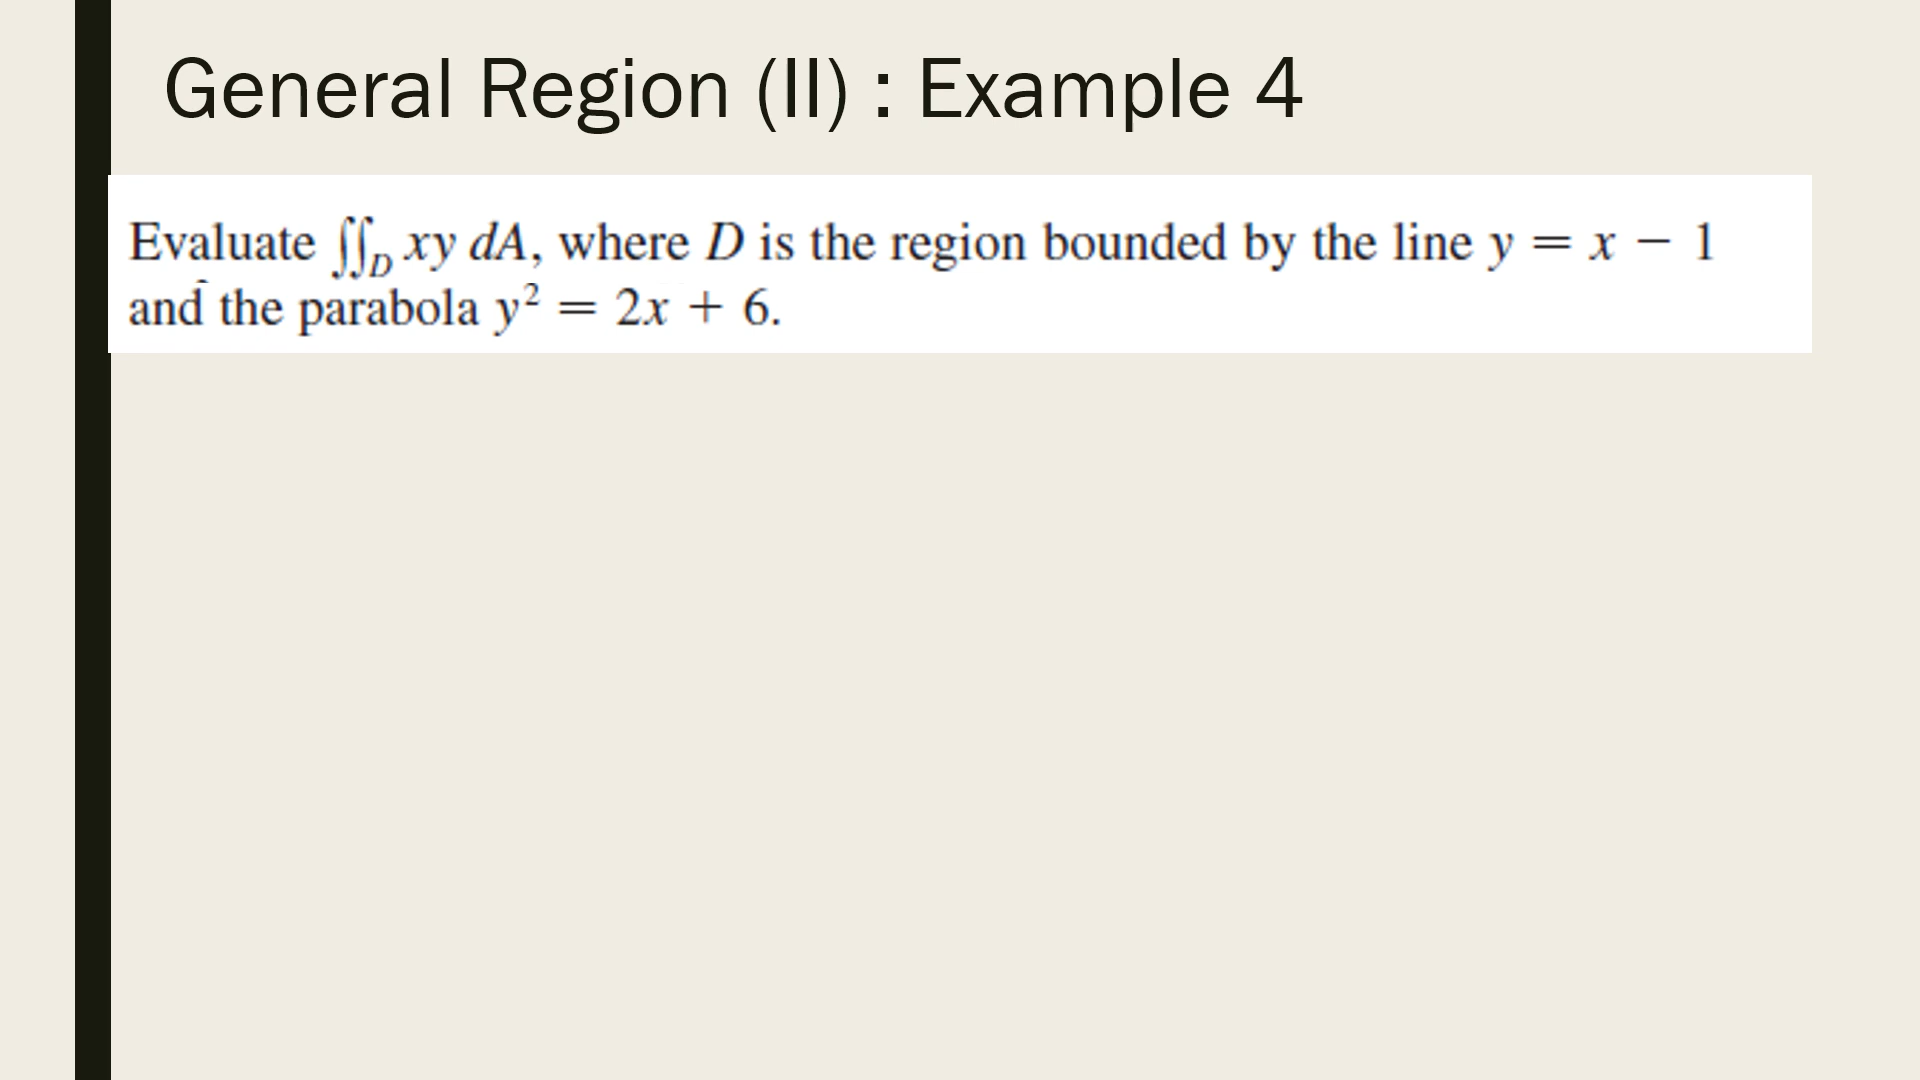 General Region (II) : Example 4
Evaluate ∬_D xy dA, where D is the region bounded by the line y = x − 1
and the parabola y² = 2x + 6.